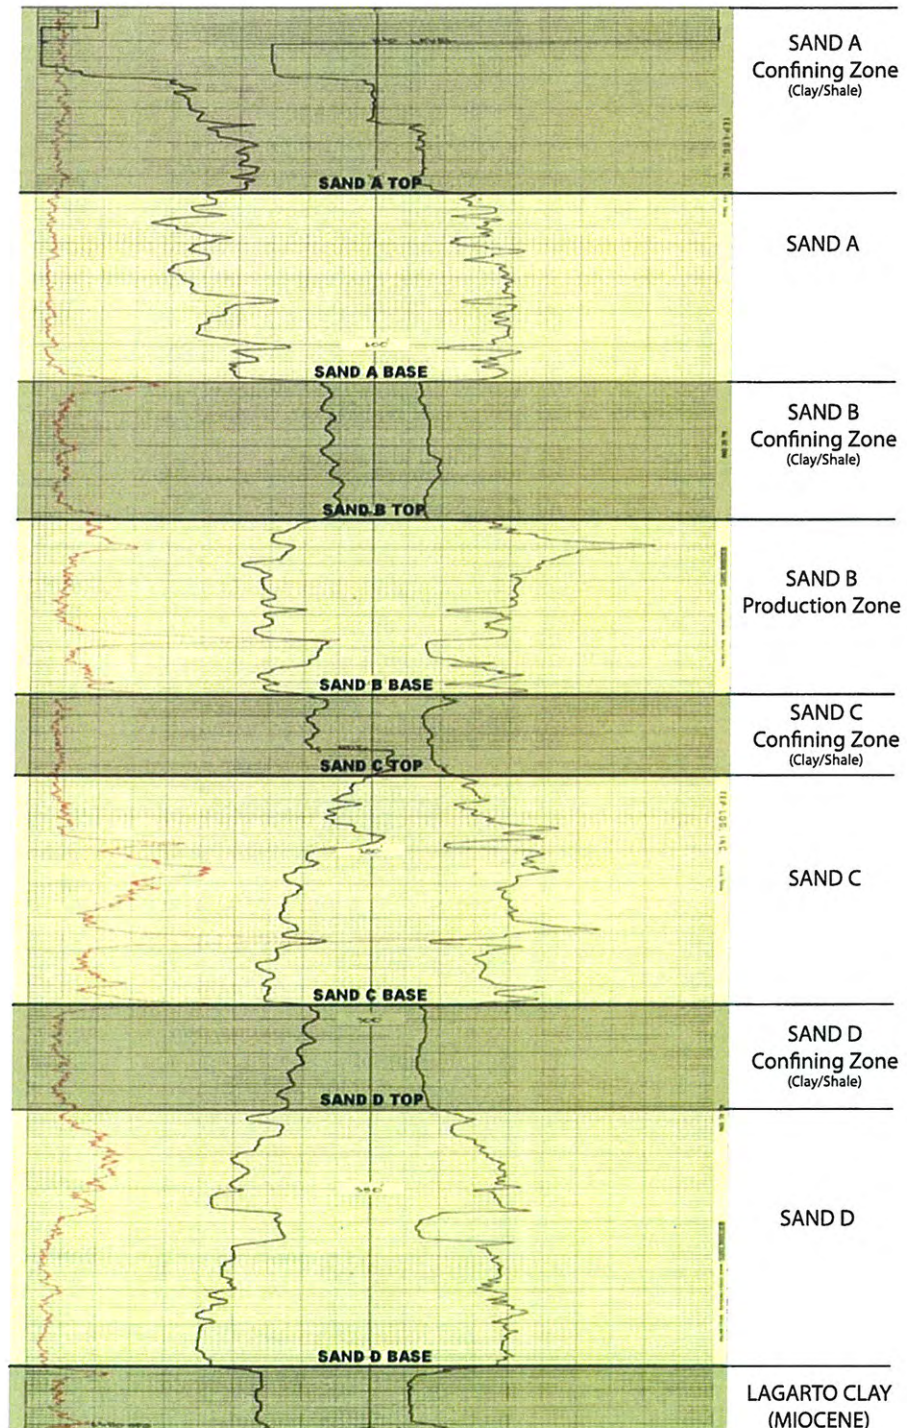 SAND A
Confining Zone
(Clay/Shale)
SAND A TOP
SAND A
SAND A BASE
SAND B
Confining Zone
(Clay/Shale)
SAND B TOP
SAND B
Production Zone
SAND B BASE
SAND C
Confining Zone
(Clay/Shale)
SAND C TOP
SAND C
SAND C BASE
SAND D
Confining Zone
(Clay/Shale)
SAND D TOP
SAND D
SAND D BASE
LAGARTO CLAY
(MIOCENE)